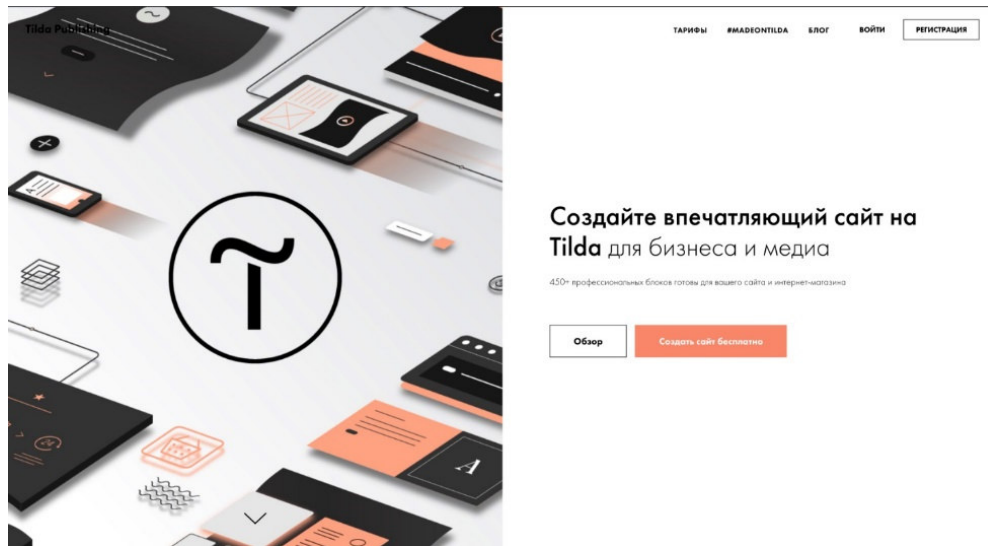 Tilda Publishing
ТАРИФЫ #MADEONTILDA БЛОГ ВОЙТИ РЕГИСТРАЦИЯ
Создайте впечатляющий сайт на
Tilda для бизнеса и медиа
450+ профессиональных блоков готовы для вашего сайта и интернет-магазина
Обзор Создать сайт бесплатно
A
24
A